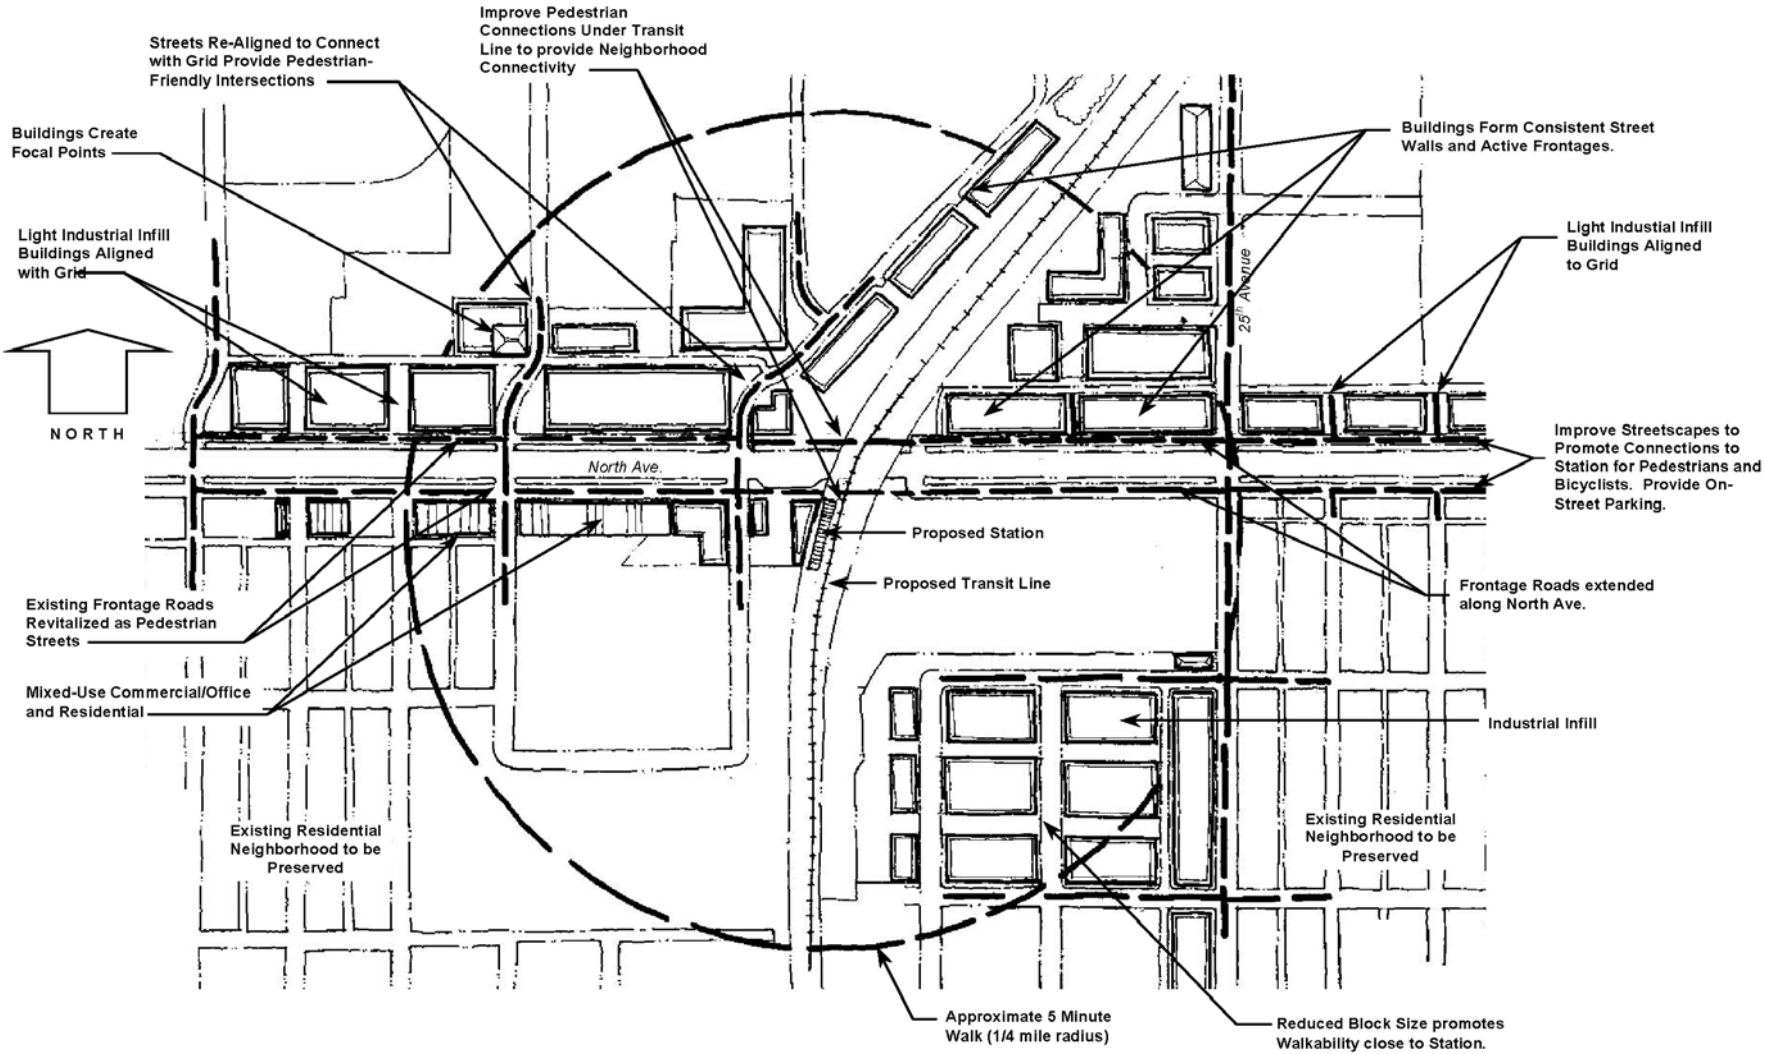 Improve Pedestrian
Connections Under Transit
Line to provide Neighborhood
Connectivity
Streets Re-Aligned to Connect
with Grid Provide Pedestrian-
Friendly Intersections
Buildings Create
Focal Points
Light Industrial Infill
Buildings Aligned
with Grid
NORTH
Buildings Form Consistent Street
Walls and Active Frontages.
Light Industial Infill
Buildings Aligned
to Grid
25th Avenue
North Ave.
Improve Streetscapes to
Promote Connections to
Station for Pedestrians and
Bicyclists. Provide On-
Street Parking.
Proposed Station
Proposed Transit Line
Frontage Roads extended
along North Ave.
Existing Frontage Roads
Revitalized as Pedestrian
Streets
Mixed-Use Commercial/Office
and Residential
Industrial Infill
Existing Residential
Neighborhood to be
Preserved
Existing Residential
Neighborhood to be
Preserved
Approximate 5 Minute
Walk (1/4 mile radius)
Reduced Block Size promotes
Walkability close to Station.